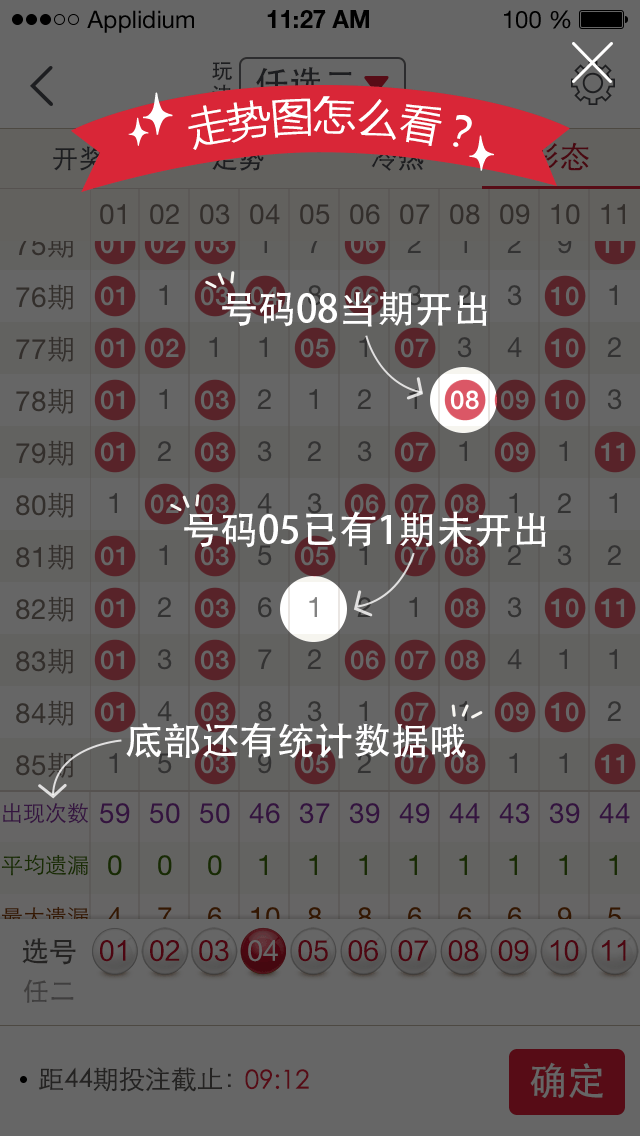 Applidium 11:27 AM 100 %
玩法 任选二
走势图怎么看？
开奖 走势 冷热 形态
01 02 03 04 05 06 07 08 09 10 11
75期 01 02 03 1 7 06 2 1 2 9 11
76期 01 1 03 04 06 3 10 1
号码08当期开出
77期 01 02 1 1 05 1 07 3 4 10 2
78期 01 1 03 2 1 2 1 08 09 10 3
79期 01 2 03 3 2 3 07 1 09 1 11
80期 1 02 03 4 3 06 07 08 1 2 1
号码05已有1期未开出
81期 01 1 03 5 05 1 07 08 2 3 2
82期 01 2 03 6 1 2 1 08 3 10 11
83期 01 3 03 7 2 06 07 08 4 1 1
84期 01 4 03 8 3 1 07 1 09 10 2
底部还有统计数据哦
85期 1 5 03 9 05 2 07 08 1 1 11
出现次数 59 50 50 46 37 39 49 44 43 39 44
平均遗漏 0 0 0 1 1 1 1 1 1 1 1
最大遗漏 4 7 6 10 8 8 6 6 6 9 5
选号 01 02 03 04 05 06 07 08 09 10 11
任二
距44期投注截止：09:12
确定